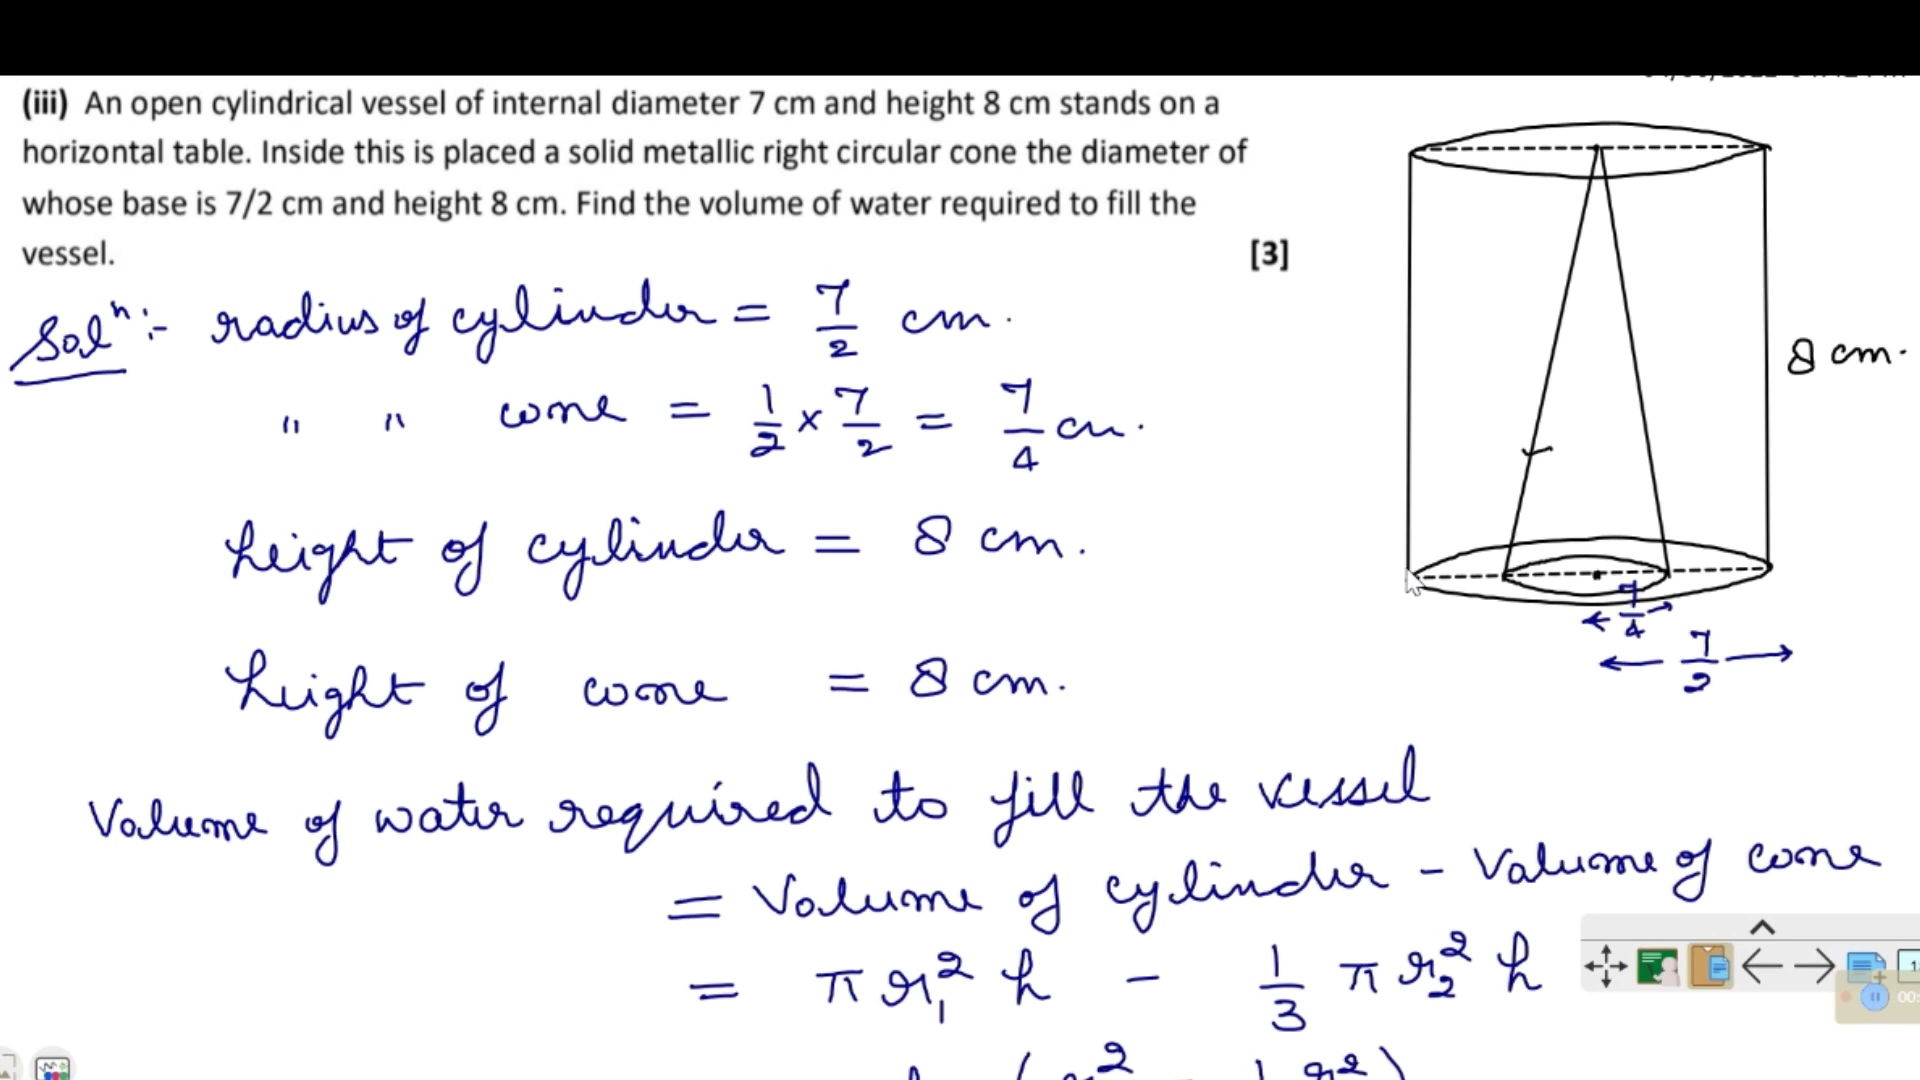 (iii) An open cylindrical vessel of internal diameter 7 cm and height 8 cm stands on a
horizontal table. Inside this is placed a solid metallic right circular cone the diameter of
whose base is 7/2 cm and height 8 cm. Find the volume of water required to fill the
vessel. [3]
Solⁿ:- radius of cylinder = 7/2 cm.
" " cone = 1/2 × 7/2 = 7/4 cm.
8 cm.
height of cylinder = 8 cm.
7/4
7/2
height of cone = 8 cm.
Volume of water required to fill the vessel
= Volume of cylinder - Volume of cone
= π r₁² h - 1/3 π r₂² h